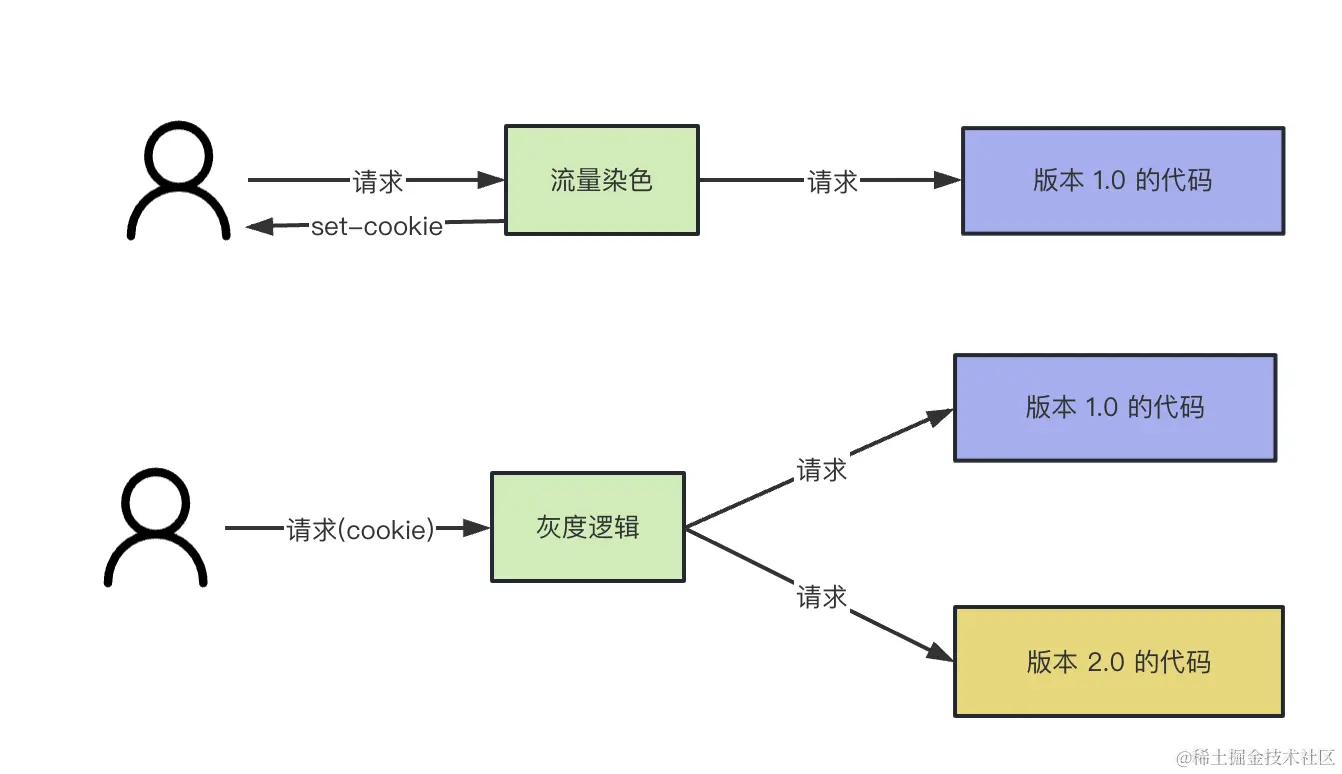 请求
流量染色
请求
版本 1.0 的代码
set-cookie
版本 1.0 的代码
请求
请求(cookie)
灰度逻辑
请求
版本 2.0 的代码
@稀土掘金技术社区